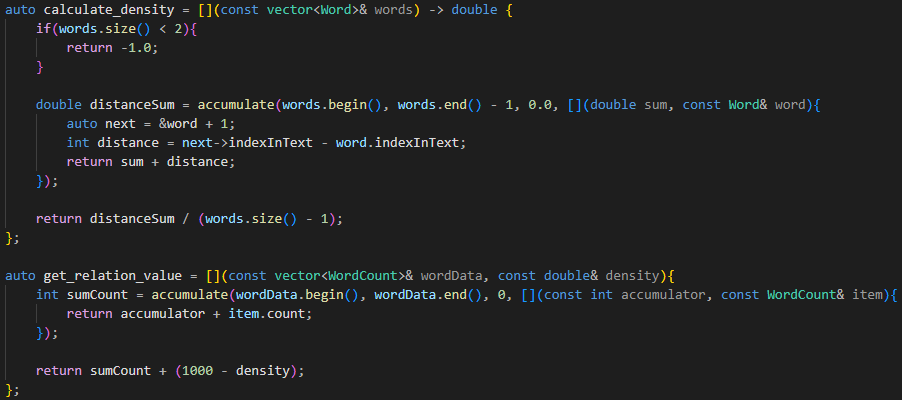 auto calculate_density = [](const vector<Word>& words) -> double {
    if(words.size() < 2){
        return -1.0;
    }

    double distanceSum = accumulate(words.begin(), words.end() - 1, 0.0, [](double sum, const Word& word){
        auto next = &word + 1;
        int distance = next->indexInText - word.indexInText;
        return sum + distance;
    });

    return distanceSum / (words.size() - 1);
};

auto get_relation_value = [](const vector<WordCount>& wordData, const double& density){
    int sumCount = accumulate(wordData.begin(), wordData.end(), 0, [](const int accumulator, const WordCount& item){
        return accumulator + item.count;
    });

    return sumCount + (1000 - density);
};